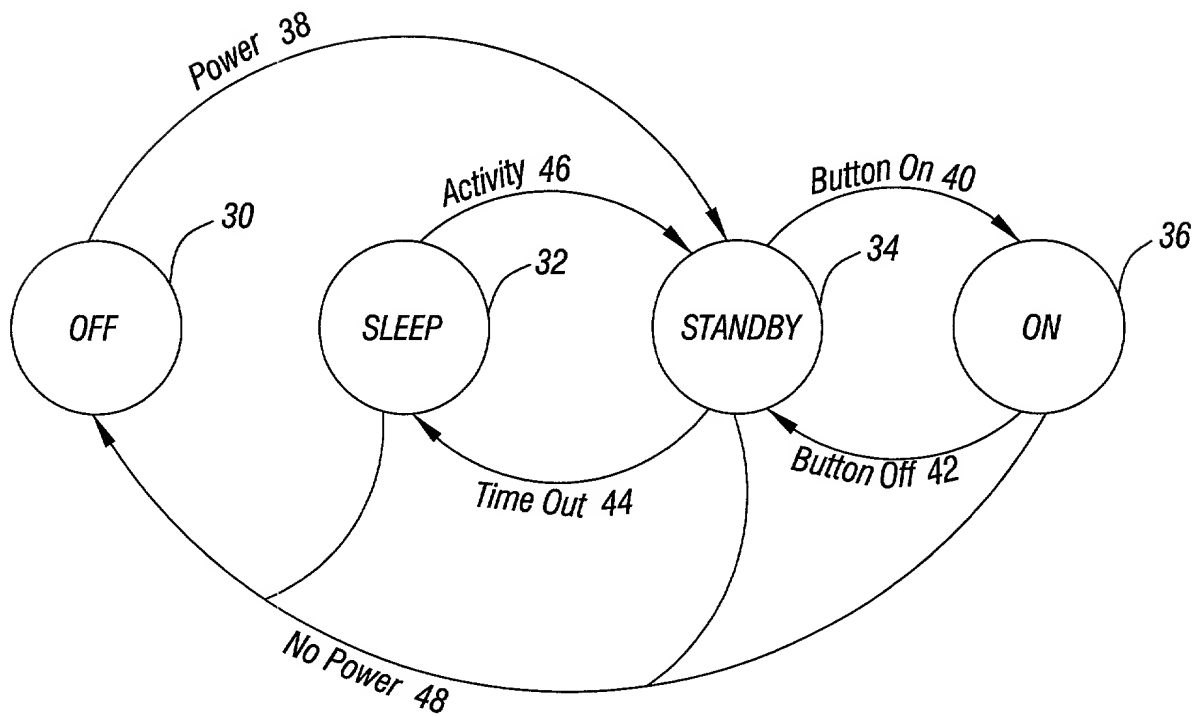 Power 38
Activity 46
Button On 40
30
32
34
36
OFF
SLEEP
STANDBY
ON
Button Off 42
Time Out 44
No Power 48